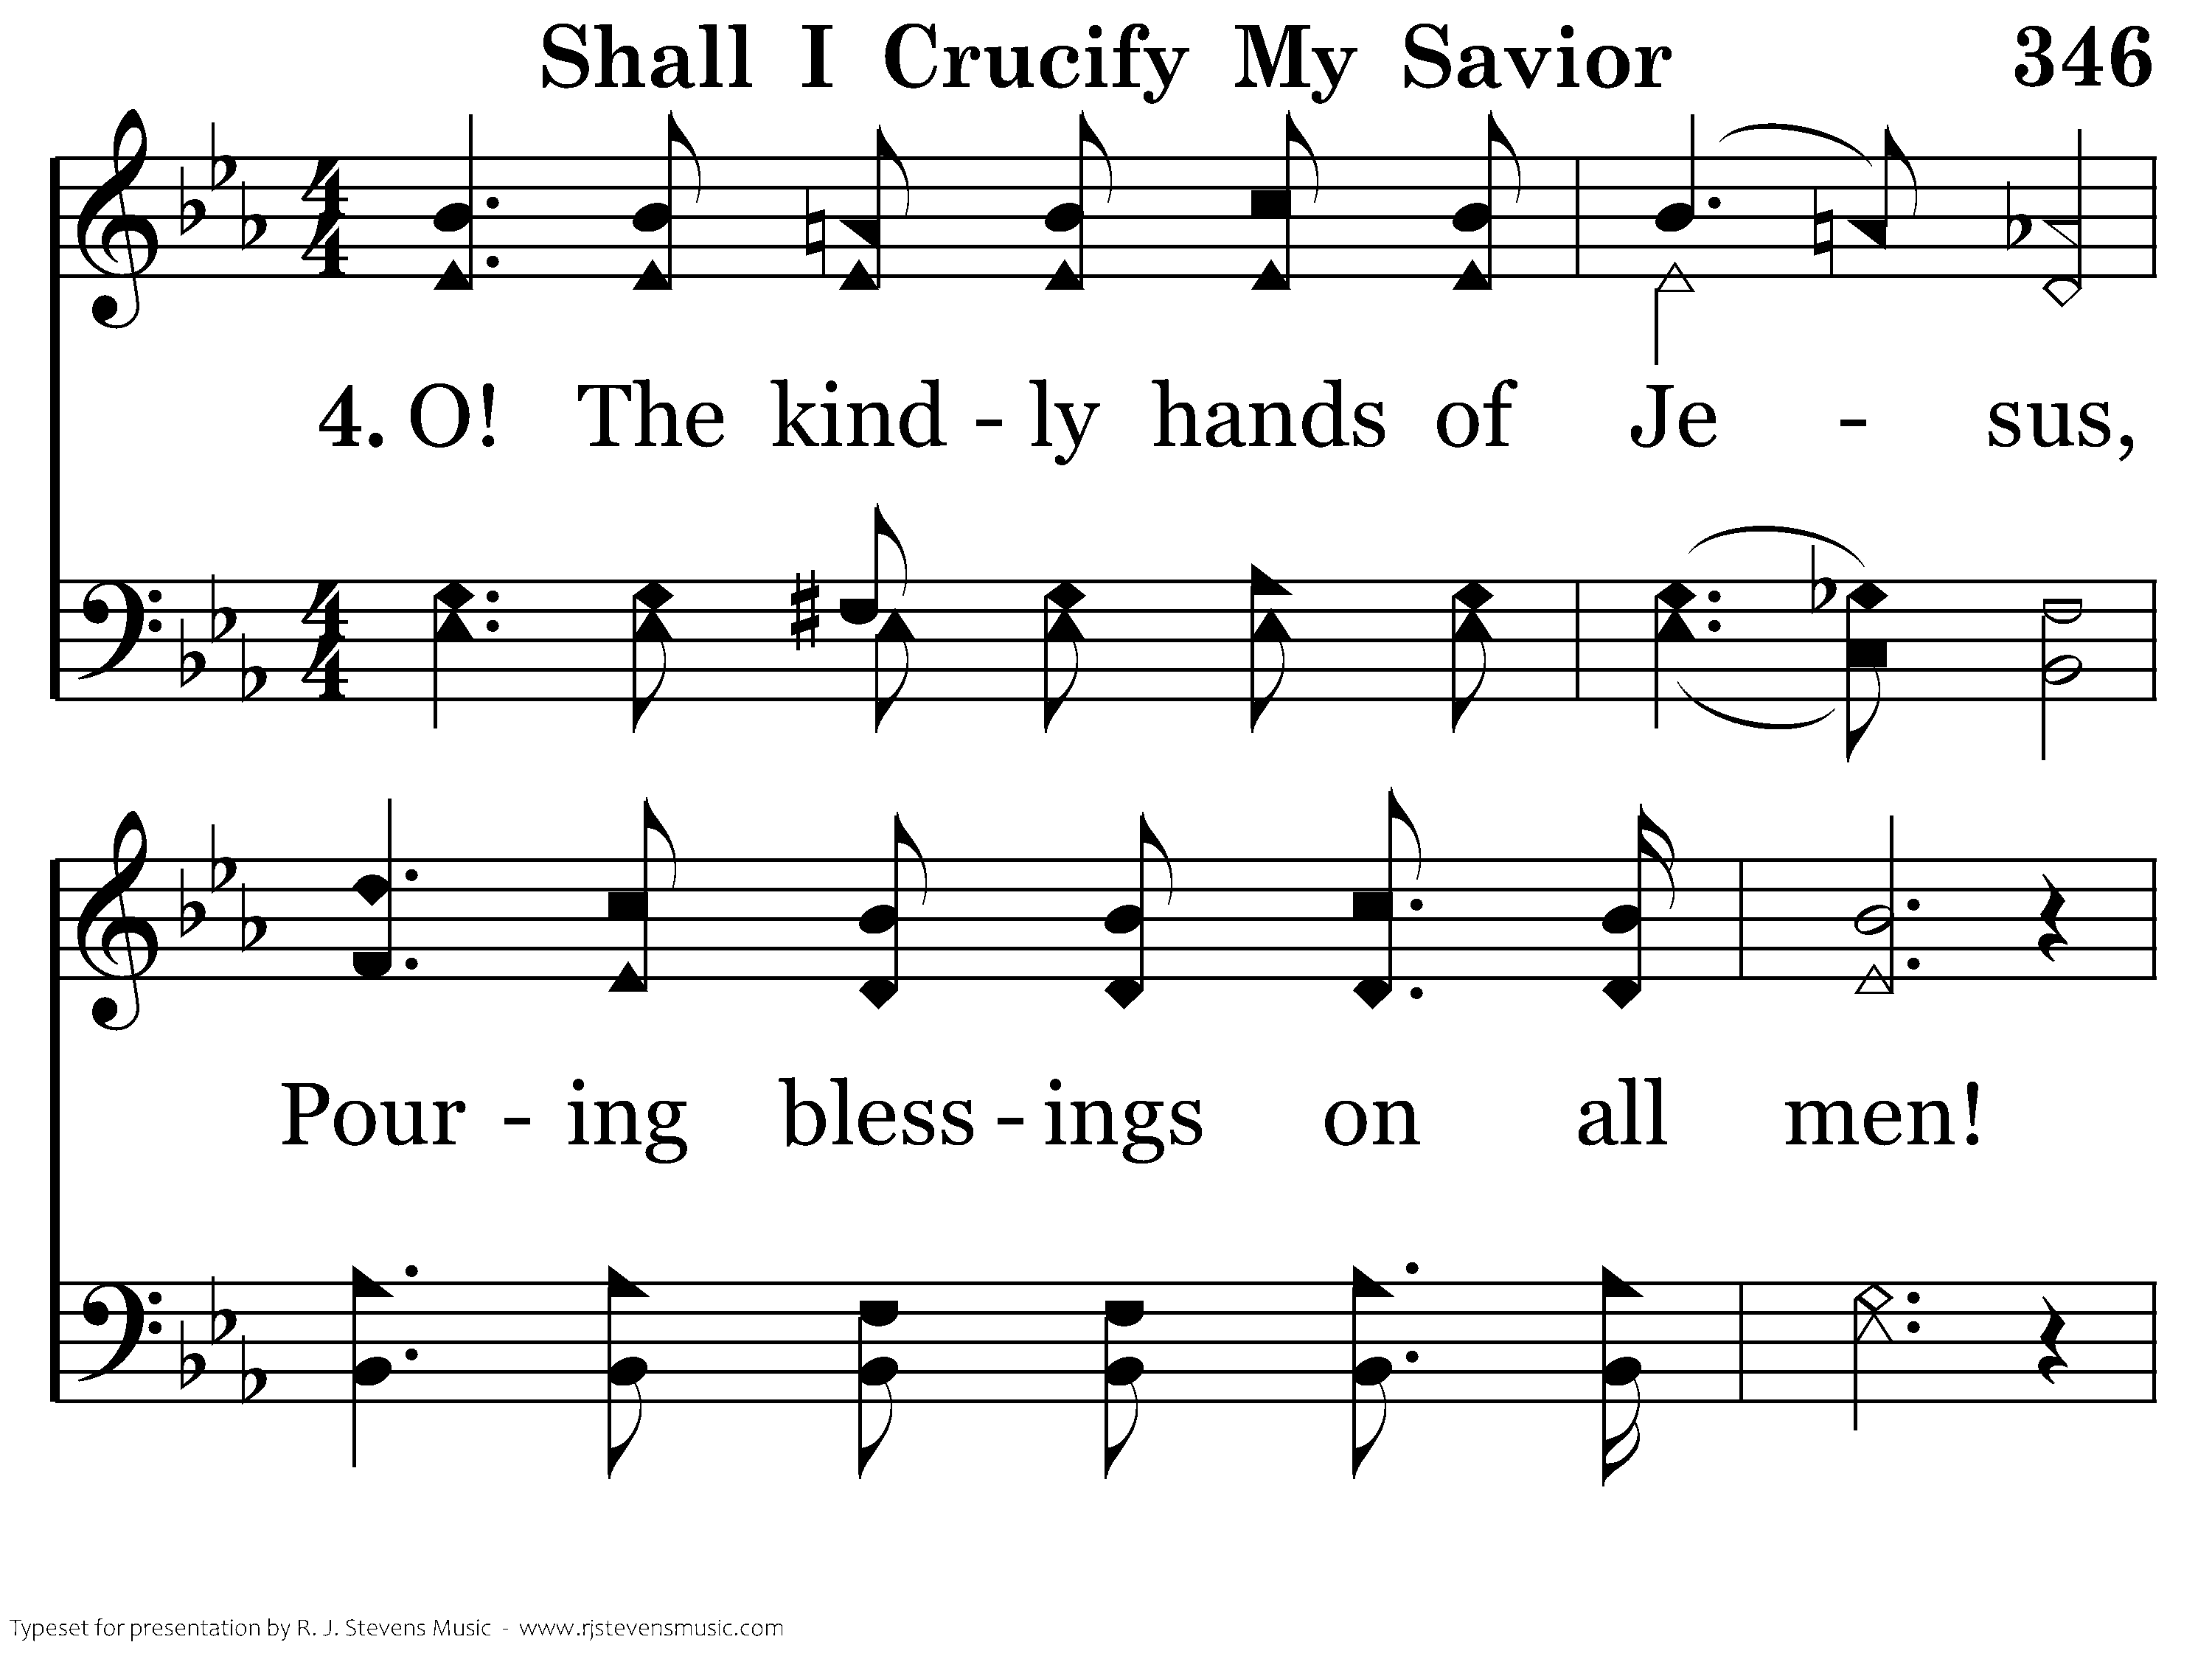 Shall I Crucify My Savior 346
4. O! The kind - ly hands of Je - sus,
Pour - ing bless - ings on all men!
Typeset for presentation by R. J. Stevens Music - www.rjstevensmusic.com